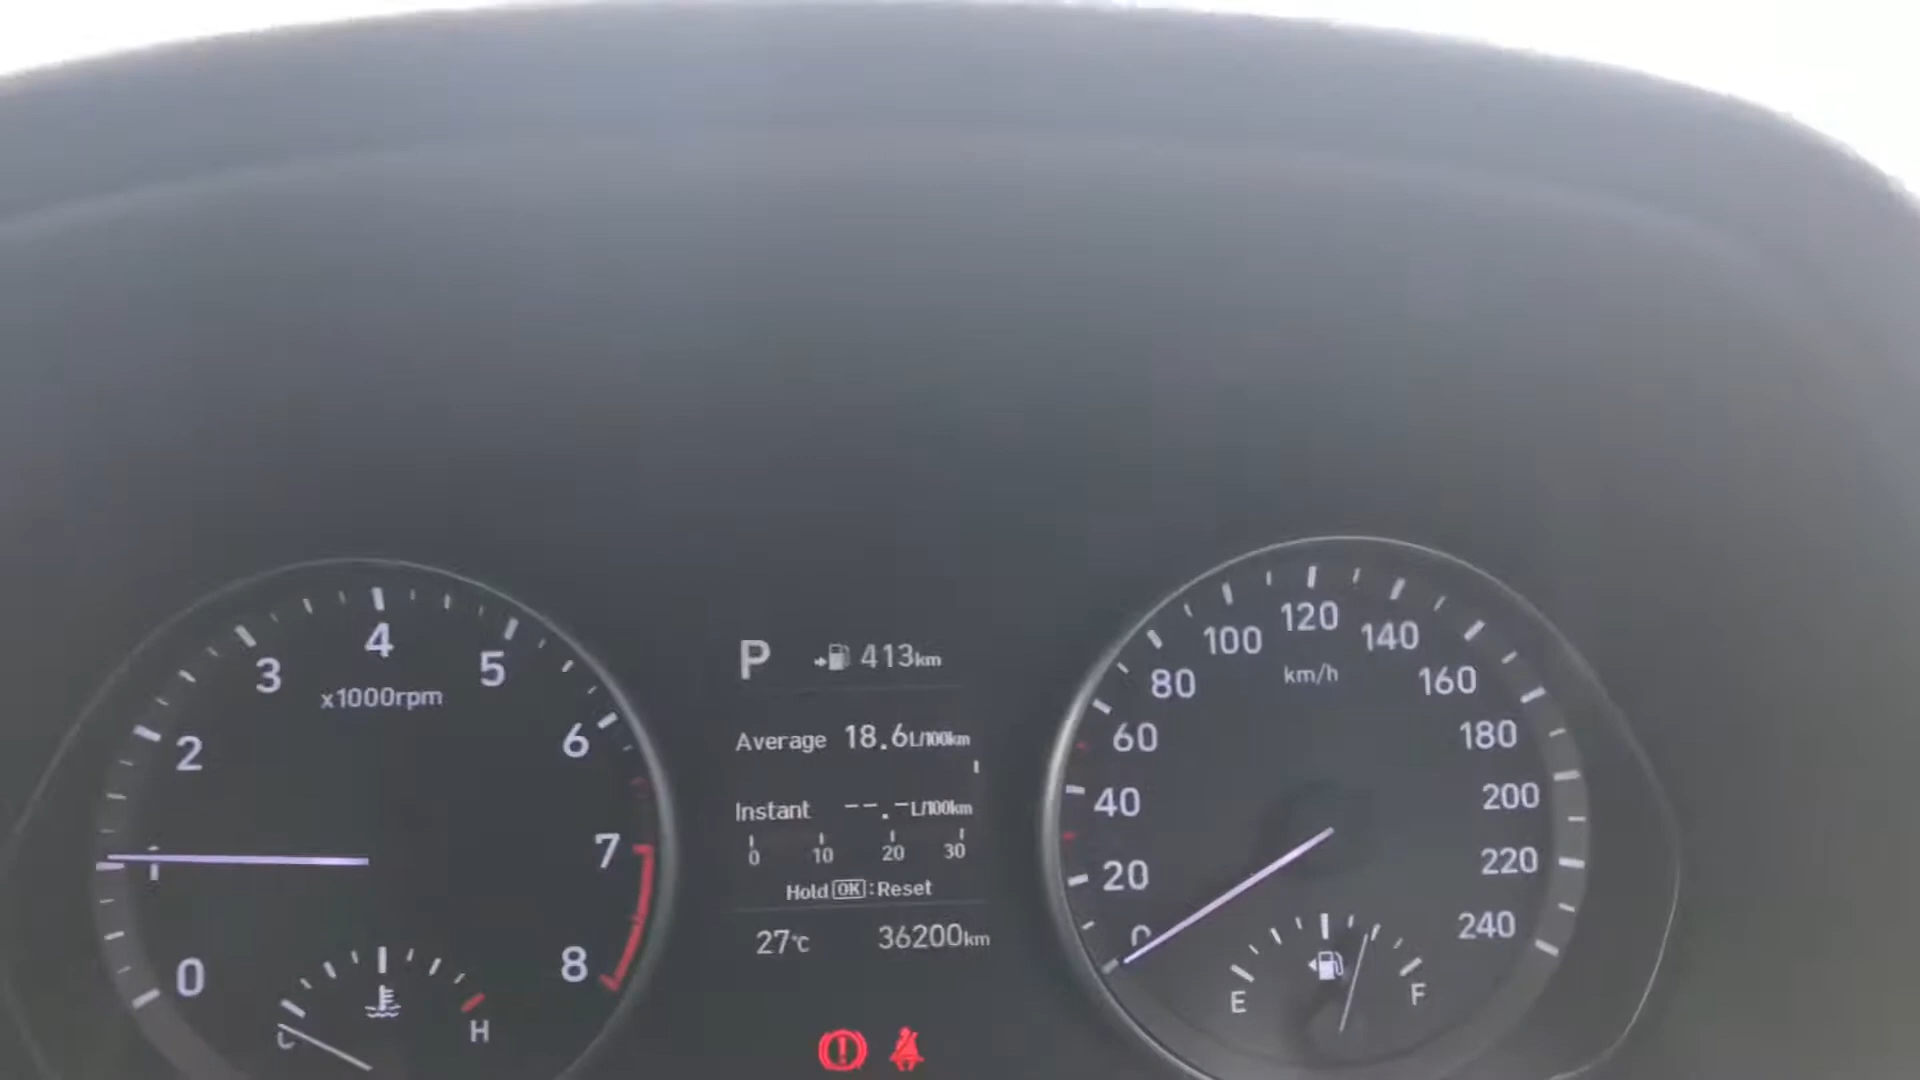 0
1
2
3
4
5
6
7
8
x1000rpm
C
H
P
413km
Average 18.6L/100km
Instant --.-L/100km
0 10 20 30
Hold OK:Reset
27°C 36200km
0
20
40
60
80
100
120
140
160
180
200
220
240
km/h
E
F